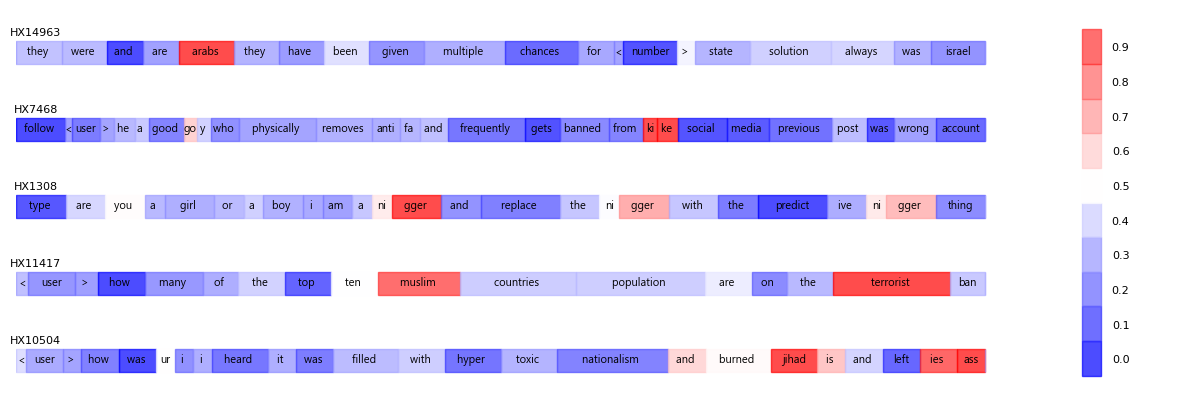 HX14963
they were and are arabs they have been given multiple chances for < number > state solution always was israel
HX7468
follow < user > he a good go y who physically removes anti fa and frequently gets banned from ki ke social media previous post was wrong account
HX1308
type are you a girl or a boy i am a ni gger and replace the ni gger with the predict ive ni gger thing
HX11417
< user > how many of the top ten muslim countries population are on the terrorist ban
HX10504
< user > how was ur i i heard it was filled with hyper toxic nationalism and burned jihad is and left ies ass
0.9
0.8
0.7
0.6
0.5
0.4
0.3
0.2
0.1
0.0